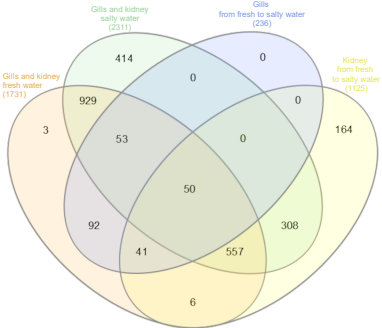 Gills and kidney
salty water
(2311)
Gills
from fresh to salty water
(236)
Gills and kidney
fresh water
(1731)
Kidney
from fresh
to salty water
(1125)
414
0
0
929
3
53
0
164
50
92
41
557
308
6